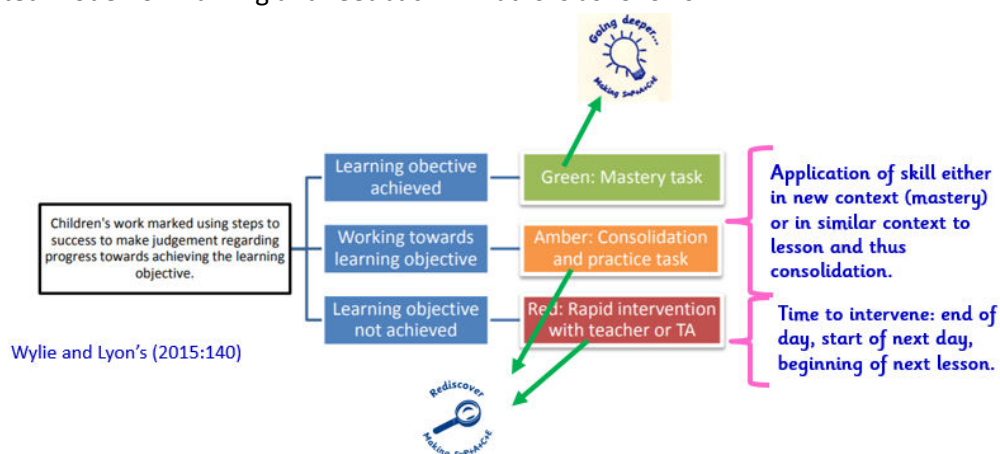 Going deeper...
Making S+P+A+C+E
Learning obective
achieved
Green: Mastery task
Application of skill either
in new context (mastery)
or in similar context to
lesson and thus
consolidation.
Children's work marked using steps to
success to make judgement regarding
progress towards achieving the learning
objective.
Working towards
learning objective
Amber: Consolidation
and practice task
Learning objective
not achieved
Red: Rapid intervention
with teacher or TA
Time to intervene: end of
day, start of next day,
beginning of next lesson.
Wylie and Lyon's (2015:140)
Rediscover
Making S+P+A+C+E